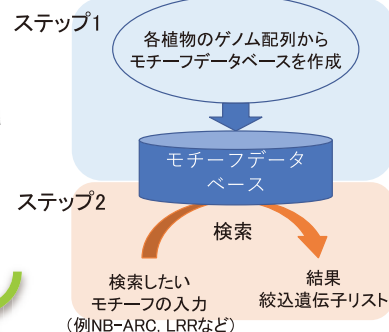 ステップ1
各植物のゲノム配列から
モチーフデータベースを作成
モチーフデータ
ベース
ステップ2
検索
検索したい
モチーフの入力
(例NB-ARC, LRRなど)
結果
絞込遺伝子リスト